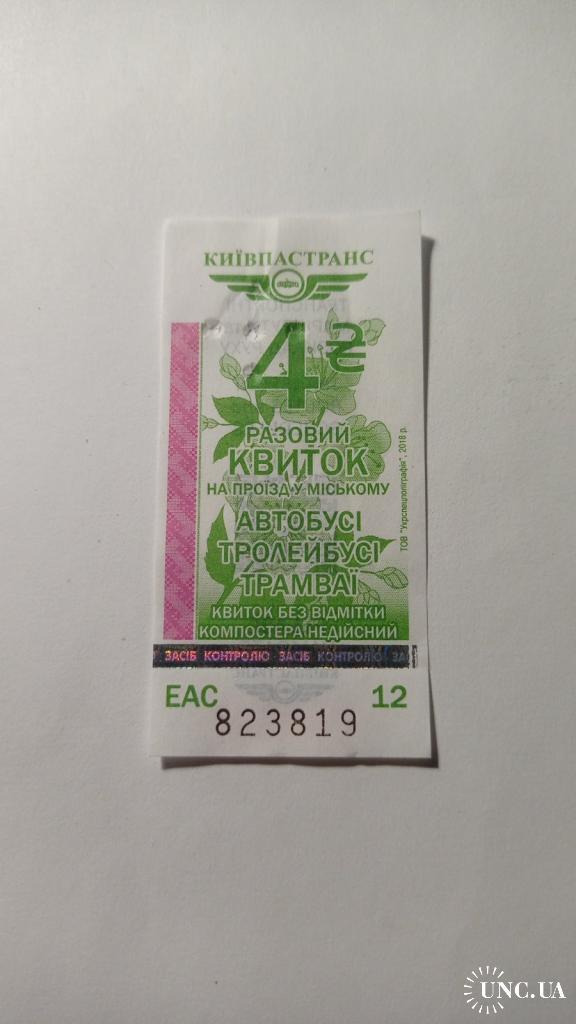 КИЇВПАСТРАНС
4₴
РАЗОВИЙ
КВИТОК
НА ПРОЇЗД У МІСЬКОМУ
АВТОБУСІ
ТРОЛЕЙБУСІ
ТРАМВАЇ
КВИТОК БЕЗ ВІДМІТКИ
КОМПОСТЕРА НЕДІЙСНИЙ
ТОВ "Укрспецполіграфія", 2018 р.
ЗАСІБ КОНТРОЛЮ ЗАСІБ КОНТРОЛЮ ЗА
ЕАС 12
823819
UNC.UA